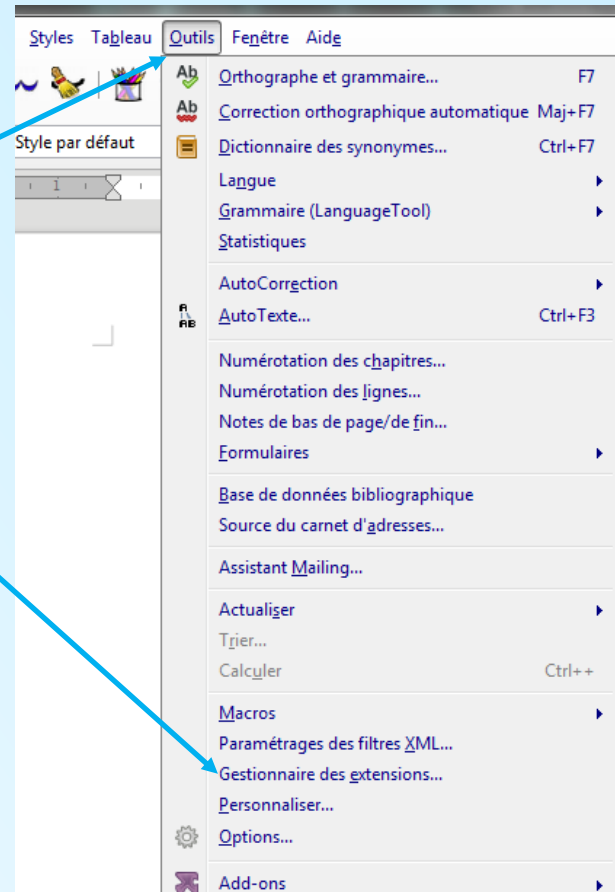 Styles Tableau Outils Fenêtre Aide
Orthographe et grammaire... F7
Correction orthographique automatique Maj+F7
Style par défaut
Dictionnaire des synonymes... Ctrl+F7
1
Langue
Grammaire (LanguageTool)
Statistiques
AutoCorrection
AutoTexte... Ctrl+F3
Numérotation des chapitres...
Numérotation des lignes...
Notes de bas de page/de fin...
Formulaires
Base de données bibliographique
Source du carnet d'adresses...
Assistant Mailing...
Actualiser
Trier...
Calculer Ctrl++
Macros
Paramétrages des filtres XML...
Gestionnaire des extensions...
Personnaliser...
Options...
Add-ons